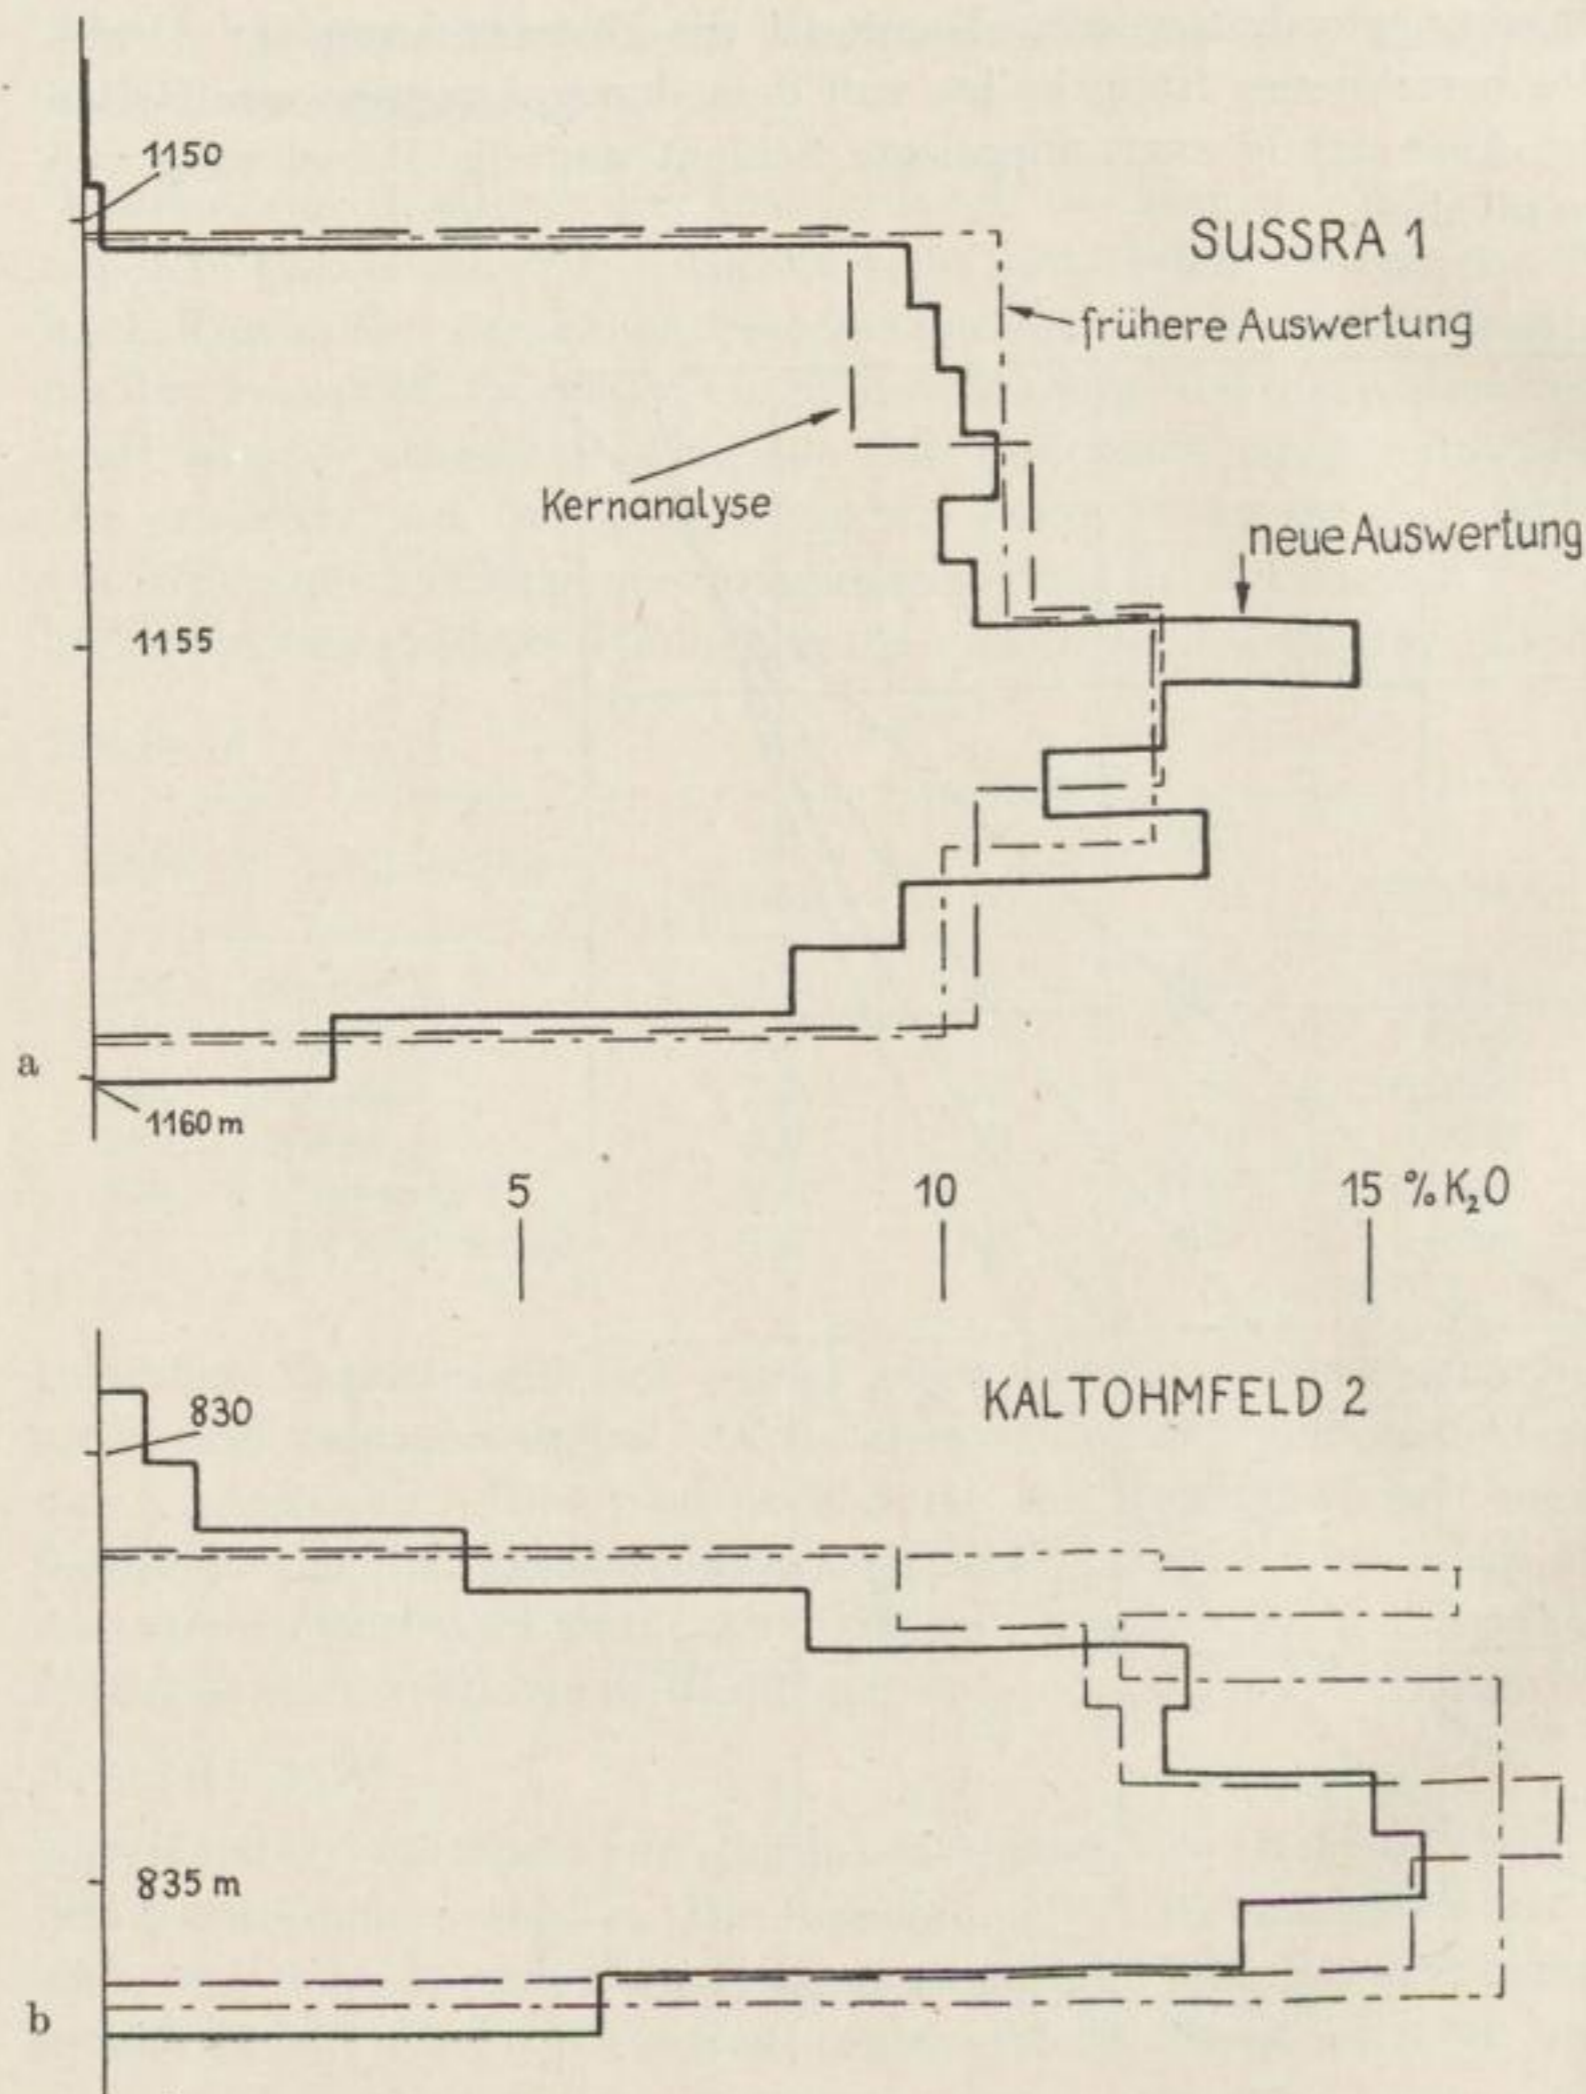 1150
SUSSRA 1
frühere Auswertung
Kernanalyse
neue Auswertung
1155
a
1160 m
5 10 15 % K₂O
KALTOHMFELD 2
830
835 m
b